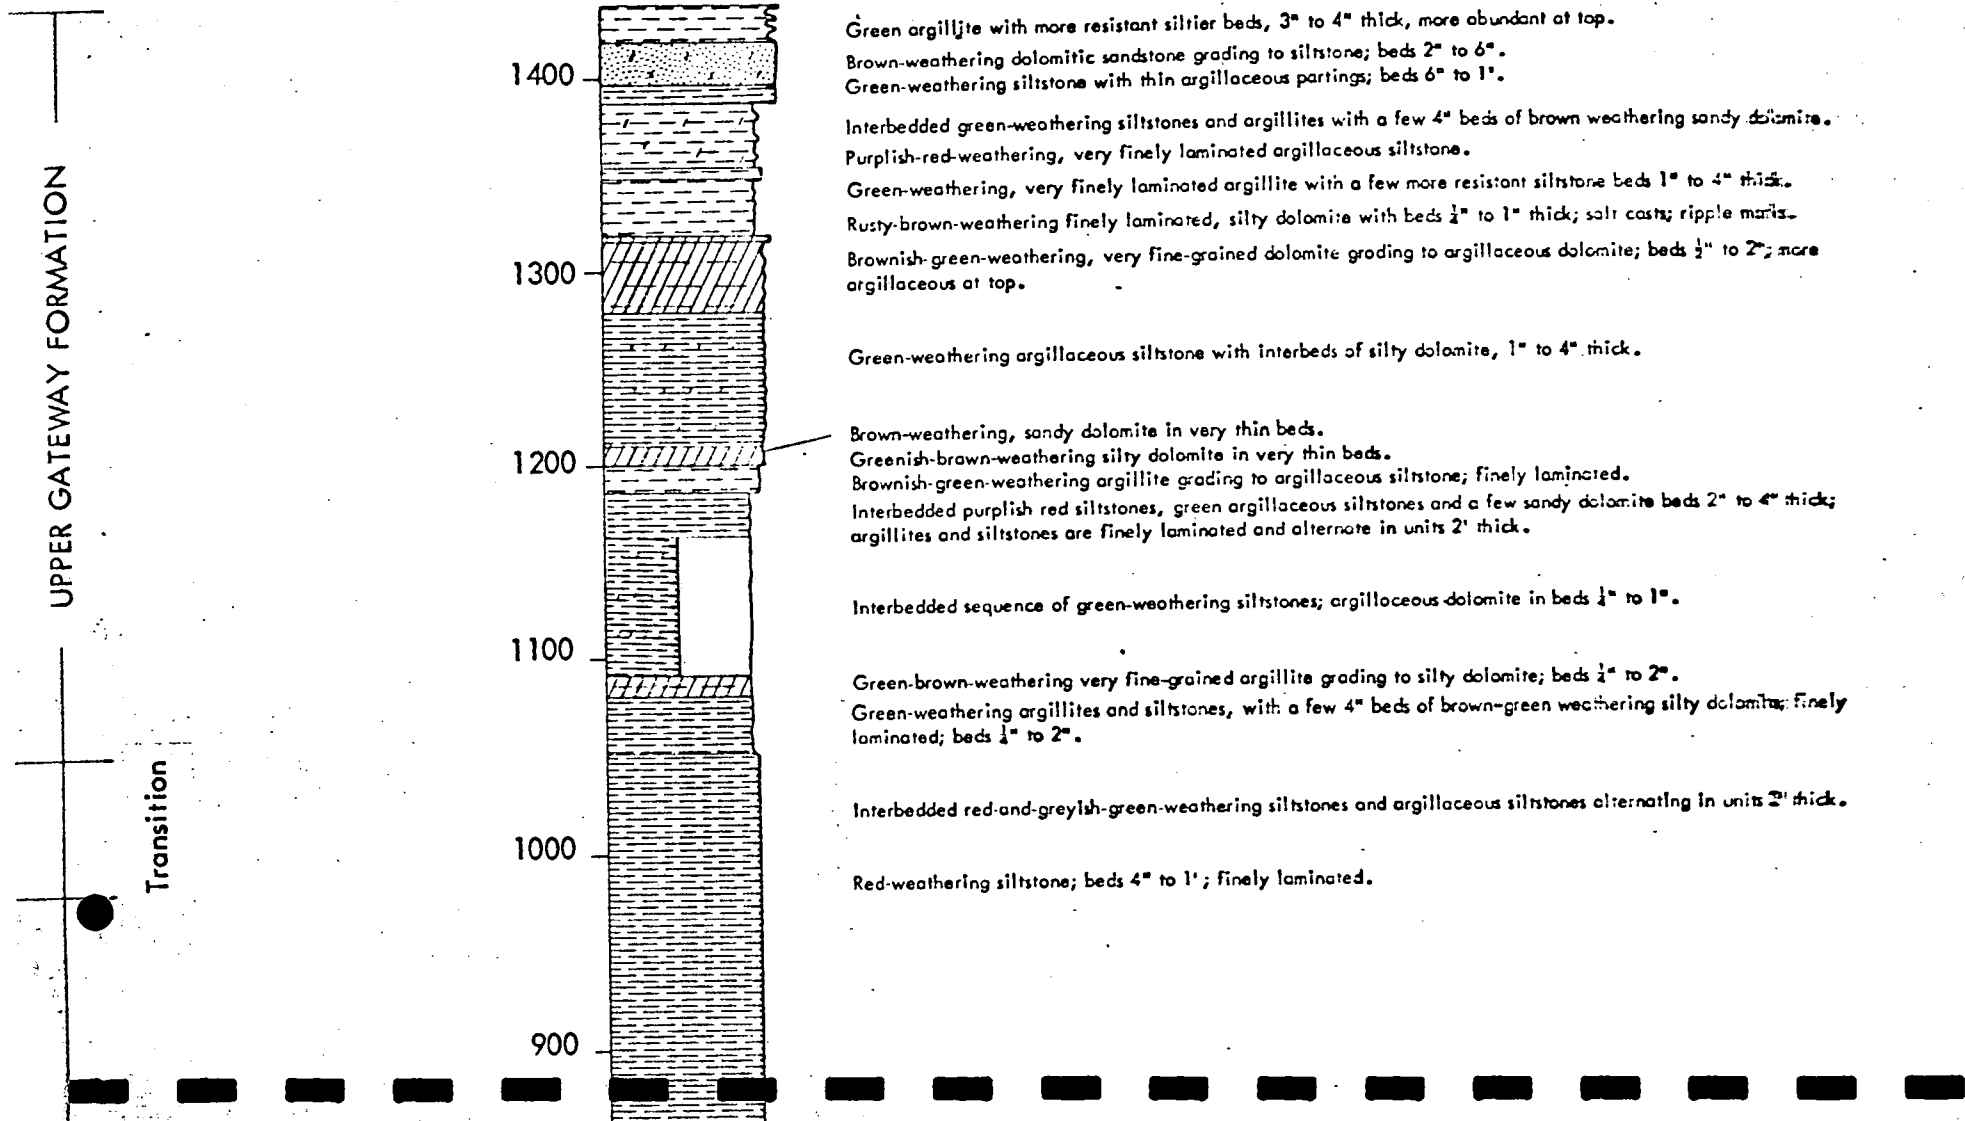 Green argillite with more resistant siltier beds, 3" to 4" thick, more abundant at top.
Brown-weathering dolomitic sandstone grading to siltstone; beds 2" to 6".
1400
Green-weathering siltstone with thin argillaceous partings; beds 6" to 1'.
Interbedded green-weathering siltstones and argillites with a few 4" beds of brown weathering sandy dolomite.
Purplish-red-weathering, very finely laminated argillaceous siltstone.
Green-weathering, very finely laminated argillite with a few more resistant siltstone beds 1" to 4" thick.
Rusty-brown-weathering finely laminated, silty dolomite with beds ¼" to 1" thick; salt casts; ripple marks.
Brownish-green-weathering, very fine-grained dolomite grading to argillaceous dolomite; beds ½" to 2"; more
1300
argillaceous at top.
UPPER GATEWAY FORMATION
Green-weathering argillaceous siltstone with interbeds of silty dolomite, 1" to 4" thick.
Brown-weathering, sandy dolomite in very thin beds.
1200
Greenish-brown-weathering silty dolomite in very thin beds.
Brownish-green-weathering argillite grading to argillaceous siltstone; finely laminated.
Interbedded purplish red siltstones, green argillaceous siltstones and a few sandy dolomite beds 2" to 4" thick;
argillites and siltstones are finely laminated and alternate in units 2' thick.
Interbedded sequence of green-weathering siltstones; argillaceous dolomite in beds ¼" to 1".
1100
Green-brown-weathering very fine-grained argillite grading to silty dolomite; beds ¼" to 2".
Green-weathering argillites and siltstones, with a few 4" beds of brown-green weathering silty dolomite; finely
laminated; beds ¼" to 2".
Transition
Interbedded red-and-greyish-green-weathering siltstones and argillaceous siltstones alternating in units 2' thick.
1000
Red-weathering siltstone; beds 4" to 1'; finely laminated.
900